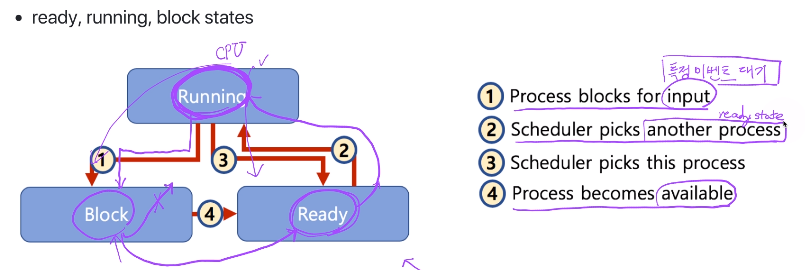 • ready, running, block states
CPU
Running
1
3
2
Block
4
Ready
특정 이벤트 대기
1 Process blocks for input
ready state
2 Scheduler picks another process
3 Scheduler picks this process
4 Process becomes available